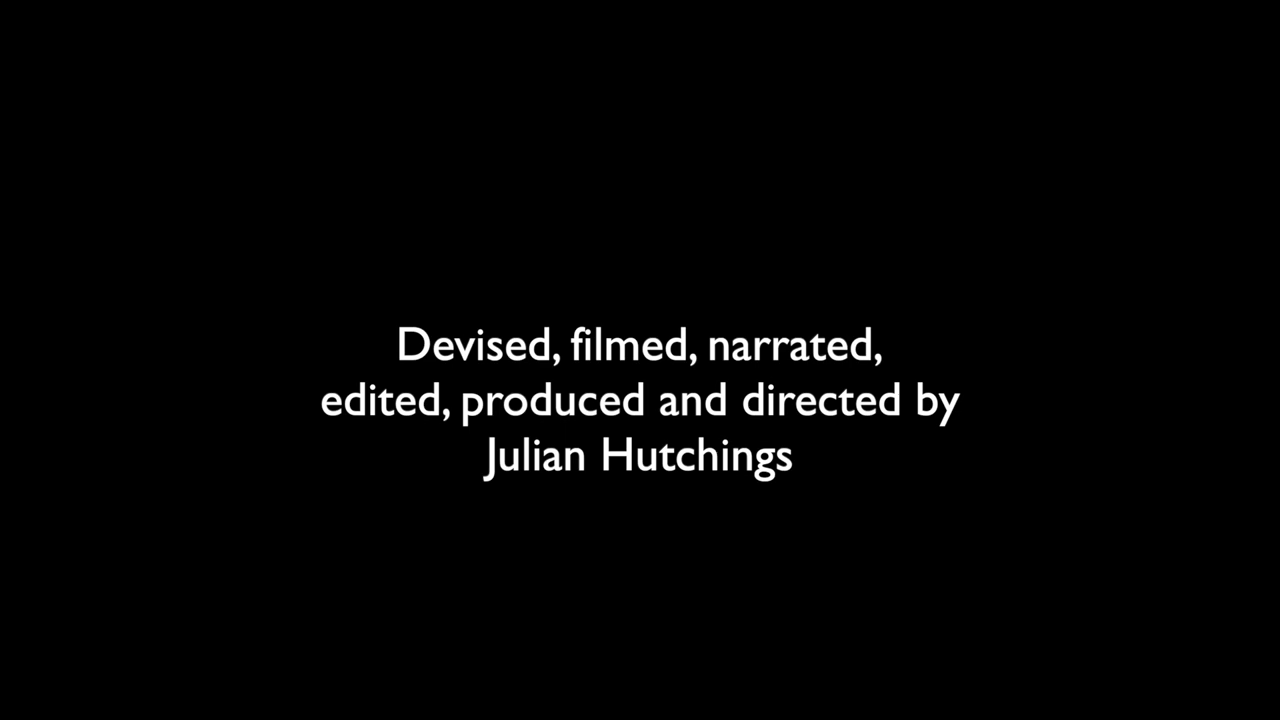 Devised, filmed, narrated,
edited, produced and directed by
Julian Hutchings